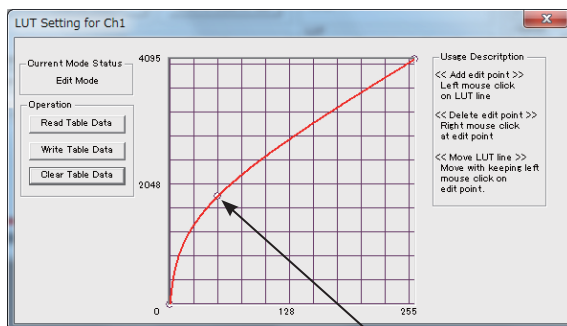 LUT Setting for Ch1
x
Current Mode Status
Edit Mode
Operation
Read Table Data
Write Table Data
Clear Table Data
4095
2048
0
128
255
Usage Descritption
<< Add edit point >>
Left mouse click
on LUT line
<< Delete edit point >>
Right mouse click
at edit point
<< Move LUT line >>
Move with keeping left
mouse click on
edit point.